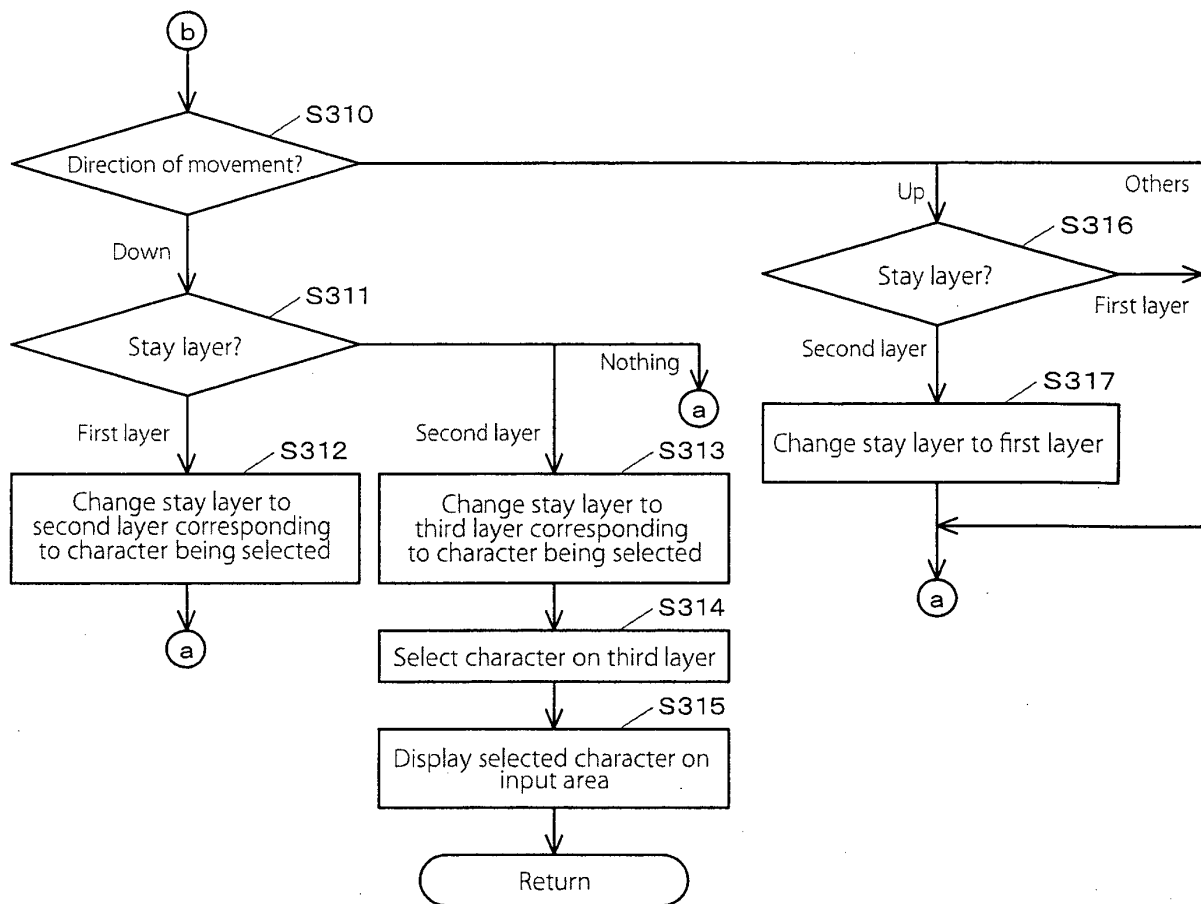 b
S310
Direction of movement?
Up
Others
Down
S316
Stay layer?
First layer
S311
Stay layer?
Nothing
a
Second layer
S317
Change stay layer to first layer
First layer
S312
Change stay layer to
second layer corresponding
to character being selected
a
Second layer
S313
Change stay layer to
third layer corresponding
to character being selected
a
S314
Select character on third layer
S315
Display selected character on
input area
Return